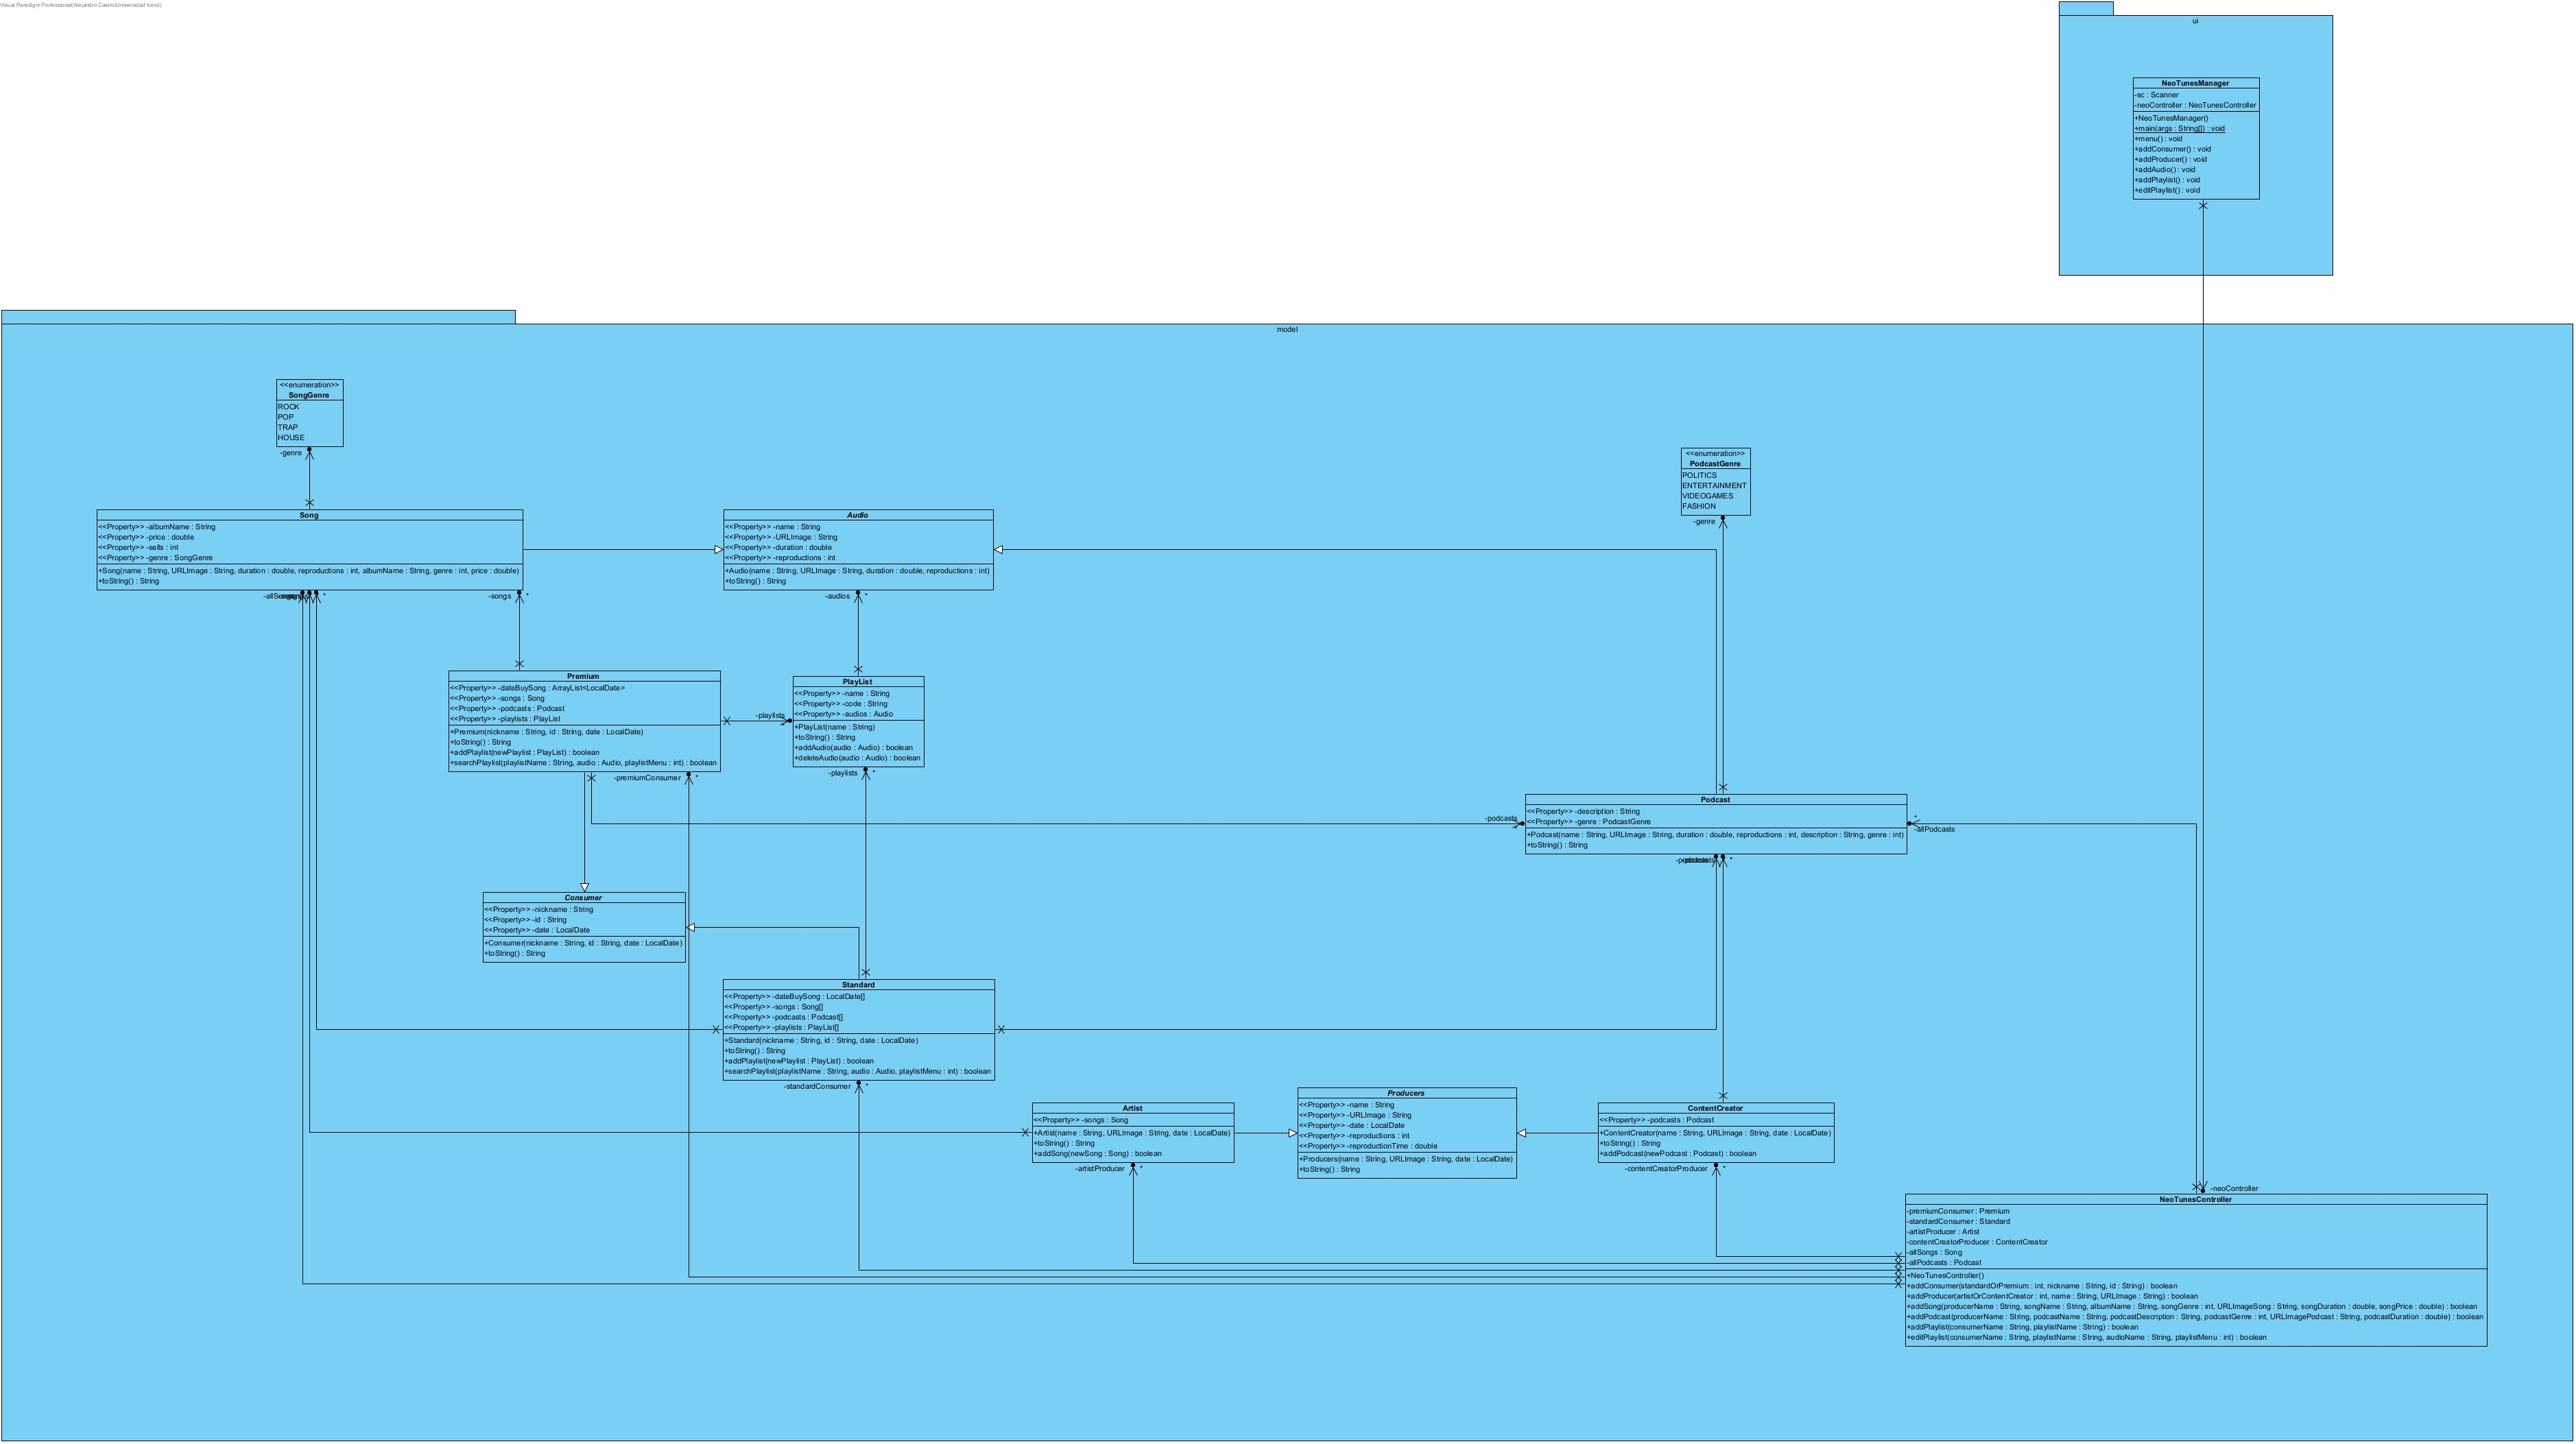 Visual Paradigm Professional(Alejandro Castro(Universidad Icesi))
ui
NeoTunesManager
-sc : Scanner
-neoController : NeoTunesController
+NeoTunesManager()
+main(args : String[]) : void
+menu() : void
+addConsumer() : void
+addProducer() : void
+addAudio() : void
+addPlaylist() : void
+editPlaylist() : void
model
<<enumeration>>
SongGenre
ROCK
POP
TRAP
HOUSE
-genre
<<enumeration>>
PodcastGenre
POLITICS
ENTERTAINMENT
VIDEOGAMES
FASHION
-genre
Song
<<Property>> -albumName : String
<<Property>> -price : double
<<Property>> -sells : int
<<Property>> -genre : SongGenre
+Song(name : String, URLImage : String, duration : double, reproductions : int, albumName : String, genre : int, price : double)
+toString() : String
*
-songs
*
Audio
<<Property>> -name : String
<<Property>> -URLImage : String
<<Property>> -duration : double
<<Property>> -reproductions : int
+Audio(name : String, URLImage : String, duration : double, reproductions : int)
+toString() : String
-audios
*
Premium
<<Property>> -dateBuySong : ArrayList<LocalDate>
<<Property>> -songs : Song
<<Property>> -podcasts : Podcast
<<Property>> -playlists : PlayList
+Premium(nickname : String, id : String, date : LocalDate)
+toString() : String
+addPlaylist(newPlaylist : PlayList) : boolean
+searchPlaylist(playlistName : String, audio : Audio, playlistMenu : int) : boolean
-premiumConsumer
*
-playlists
*
PlayList
<<Property>> -name : String
<<Property>> -code : String
<<Property>> -audios : Audio
+PlayList(name : String)
+toString() : String
+addAudio(audio : Audio) : boolean
+deleteAudio(audio : Audio) : boolean
-playlists
*
-podcasts
*
Podcast
<<Property>> -description : String
<<Property>> -genre : PodcastGenre
+Podcast(name : String, URLImage : String, duration : double, reproductions : int, description : String, genre : int)
+toString() : String
*
-allPodcasts
*
Consumer
<<Property>> -nickname : String
<<Property>> -id : String
<<Property>> -date : LocalDate
+Consumer(nickname : String, id : String, date : LocalDate)
+toString() : String
Standard
<<Property>> -dateBuySong : LocalDate[]
<<Property>> -songs : Song[]
<<Property>> -podcasts : Podcast[]
<<Property>> -playlists : PlayList[]
+Standard(nickname : String, id : String, date : LocalDate)
+toString() : String
+addPlaylist(newPlaylist : PlayList) : boolean
+searchPlaylist(playlistName : String, audio : Audio, playlistMenu : int) : boolean
-standardConsumer
*
Artist
<<Property>> -songs : Song
+Artist(name : String, URLImage : String, date : LocalDate)
+toString() : String
+addSong(newSong : Song) : boolean
-artistProducer
*
Producers
<<Property>> -name : String
<<Property>> -URLImage : String
<<Property>> -date : LocalDate
<<Property>> -reproductions : int
<<Property>> -reproductionTime : double
+Producers(name : String, URLImage : String, date : LocalDate)
+toString() : String
ContentCreator
<<Property>> -podcasts : Podcast
+ContentCreator(name : String, URLImage : String, date : LocalDate)
+toString() : String
+addPodcast(newPodcast : Podcast) : boolean
-contentCreatorProducer
*
-neoController
NeoTunesController
-premiumConsumer : Premium
-standardConsumer : Standard
-artistProducer : Artist
-contentCreatorProducer : ContentCreator
-allSongs : Song
-allPodcasts : Podcast
+NeoTunesController()
+addConsumer(standardOrPremium : int, nickname : String, id : String) : boolean
+addProducer(artistOrContentCreator : int, name : String, URLImage : String) : boolean
+addSong(producerName : String, songName : String, albumName : String, songGenre : int, URLImageSong : String, songDuration : double, songPrice : double) : boolean
+addPodcast(producerName : String, podcastName : String, podcastDescription : String, podcastGenre : int, URLImagePodcast : String, podcastDuration : double) : boolean
+addPlaylist(consumerName : String, playlistName : String) : boolean
+editPlaylist(consumerName : String, playlistName : String, audioName : String, playlistMenu : int) : boolean